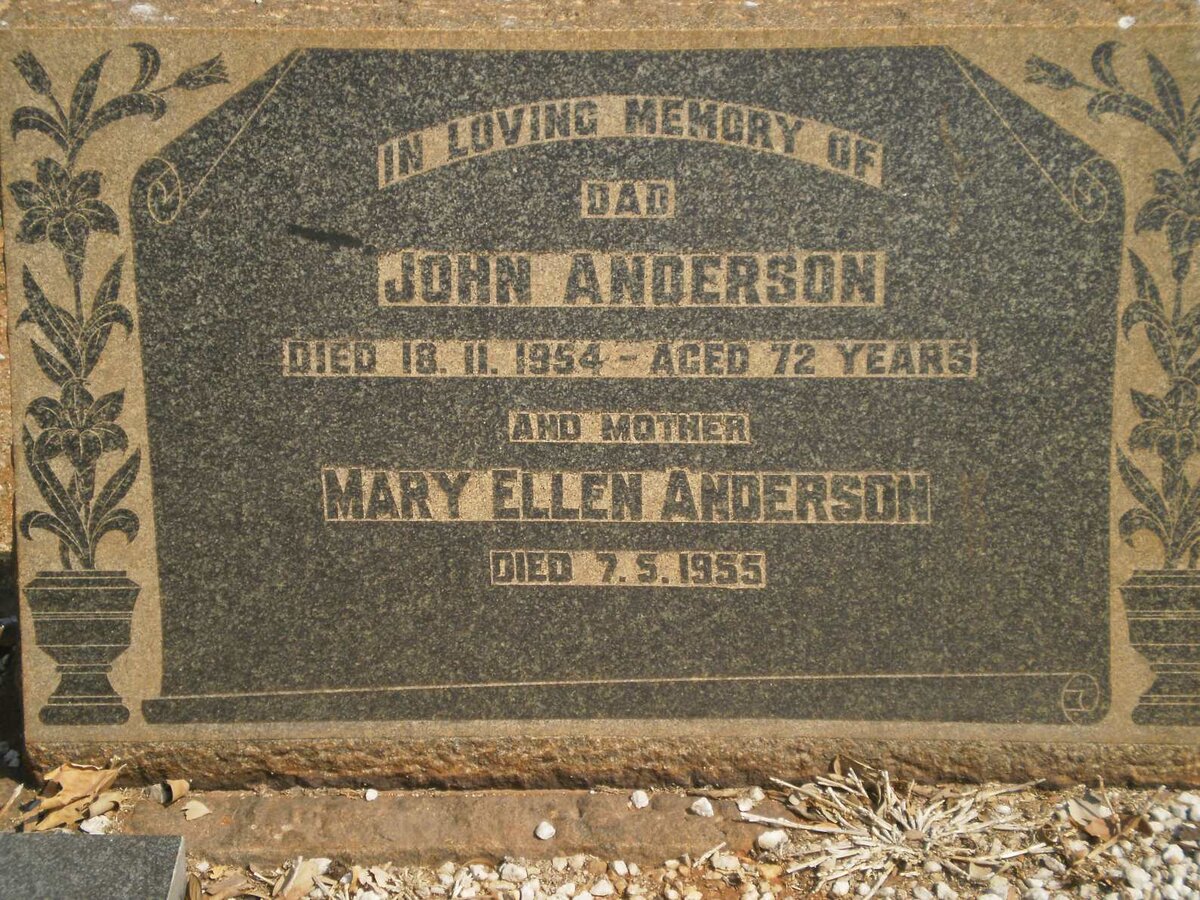 IN LOVING MEMORY OF
DAD
JOHN ANDERSON
DIED 18.11.1954 - AGED 72 YEARS
AND MOTHER
MARY ELLEN ANDERSON
DIED 7.5.1955